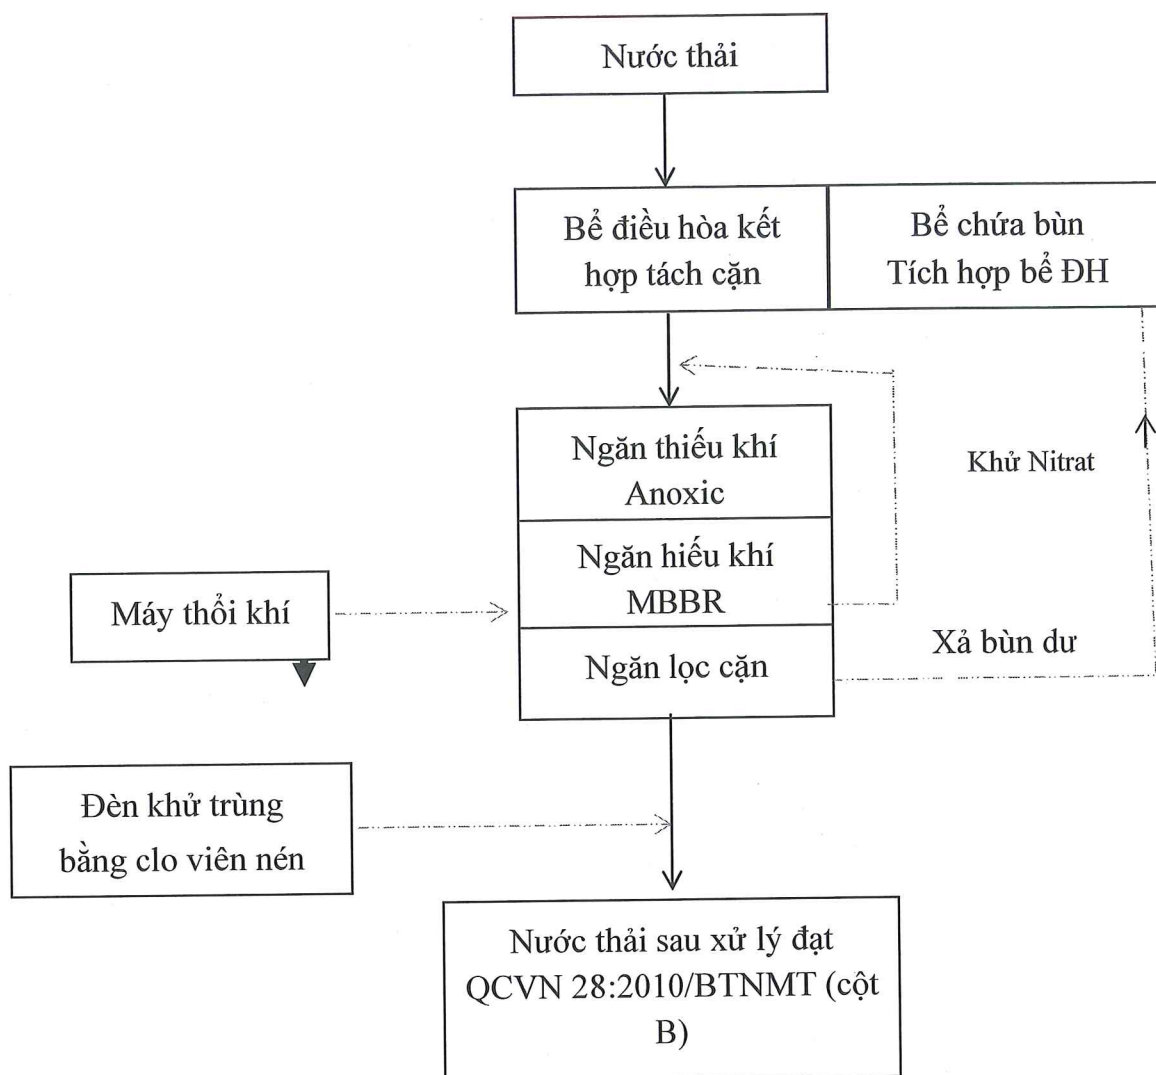 Nước thải
Bể điều hòa kết
hợp tách cặn
Bể chứa bùn
Tích hợp bể ĐH
Ngăn thiếu khí
Anoxic
Khử Nitrat
Ngăn hiếu khí
MBBR
Máy thổi khí
Xả bùn dư
Ngăn lọc cặn
Đèn khử trùng
bằng clo viên nén
Nước thải sau xử lý đạt
QCVN 28:2010/BTNMT (cột
B)